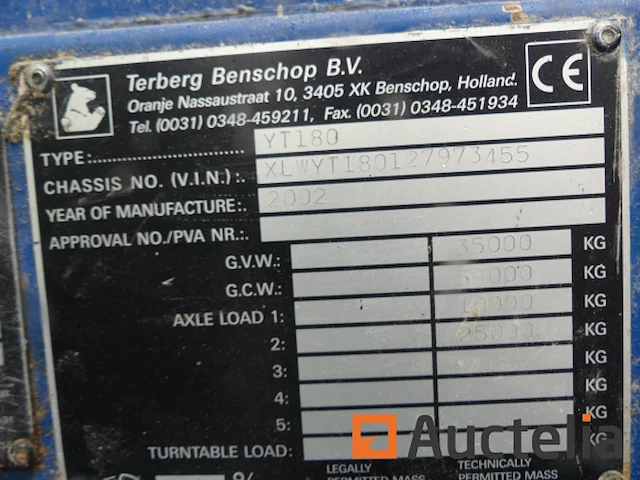 Terberg Benschop B.V.
Oranje Nassaustraat 10, 3405 XK Benschop, Holland.
Tel. (0031) 0348-459211, Fax. (0031) 0348-451934
CE
TYPE: YT180
CHASSIS NO. (V.I.N.): XLWYT180127973455
YEAR OF MANUFACTURE: 2002
APPROVAL NO./PVA NR.:
G.V.W.: 35000 KG
G.C.W.: KG
AXLE LOAD 1: 10000 KG
2: 25000 KG
3: KG
4: KG
5: KG
TURNTABLE LOAD: KG
LEGALLY TECHNICALLY
PERMITTED MASS PERMITTED MASS
Auctelia